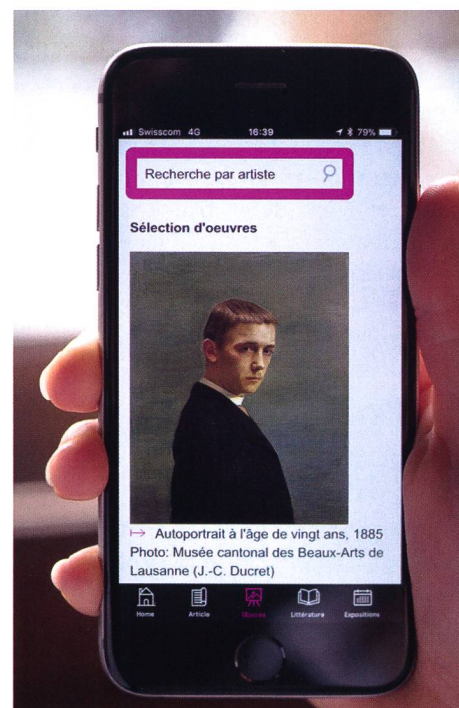 Swisscom 4G 16:39 79%
Recherche par artiste
Sélection d'oeuvres
Autoportrait à l'âge de vingt ans, 1885
Photo: Musée cantonal des Beaux-Arts de
Lausanne (J.-C. Ducret)
Home Article Œuvres Littérature Expositions